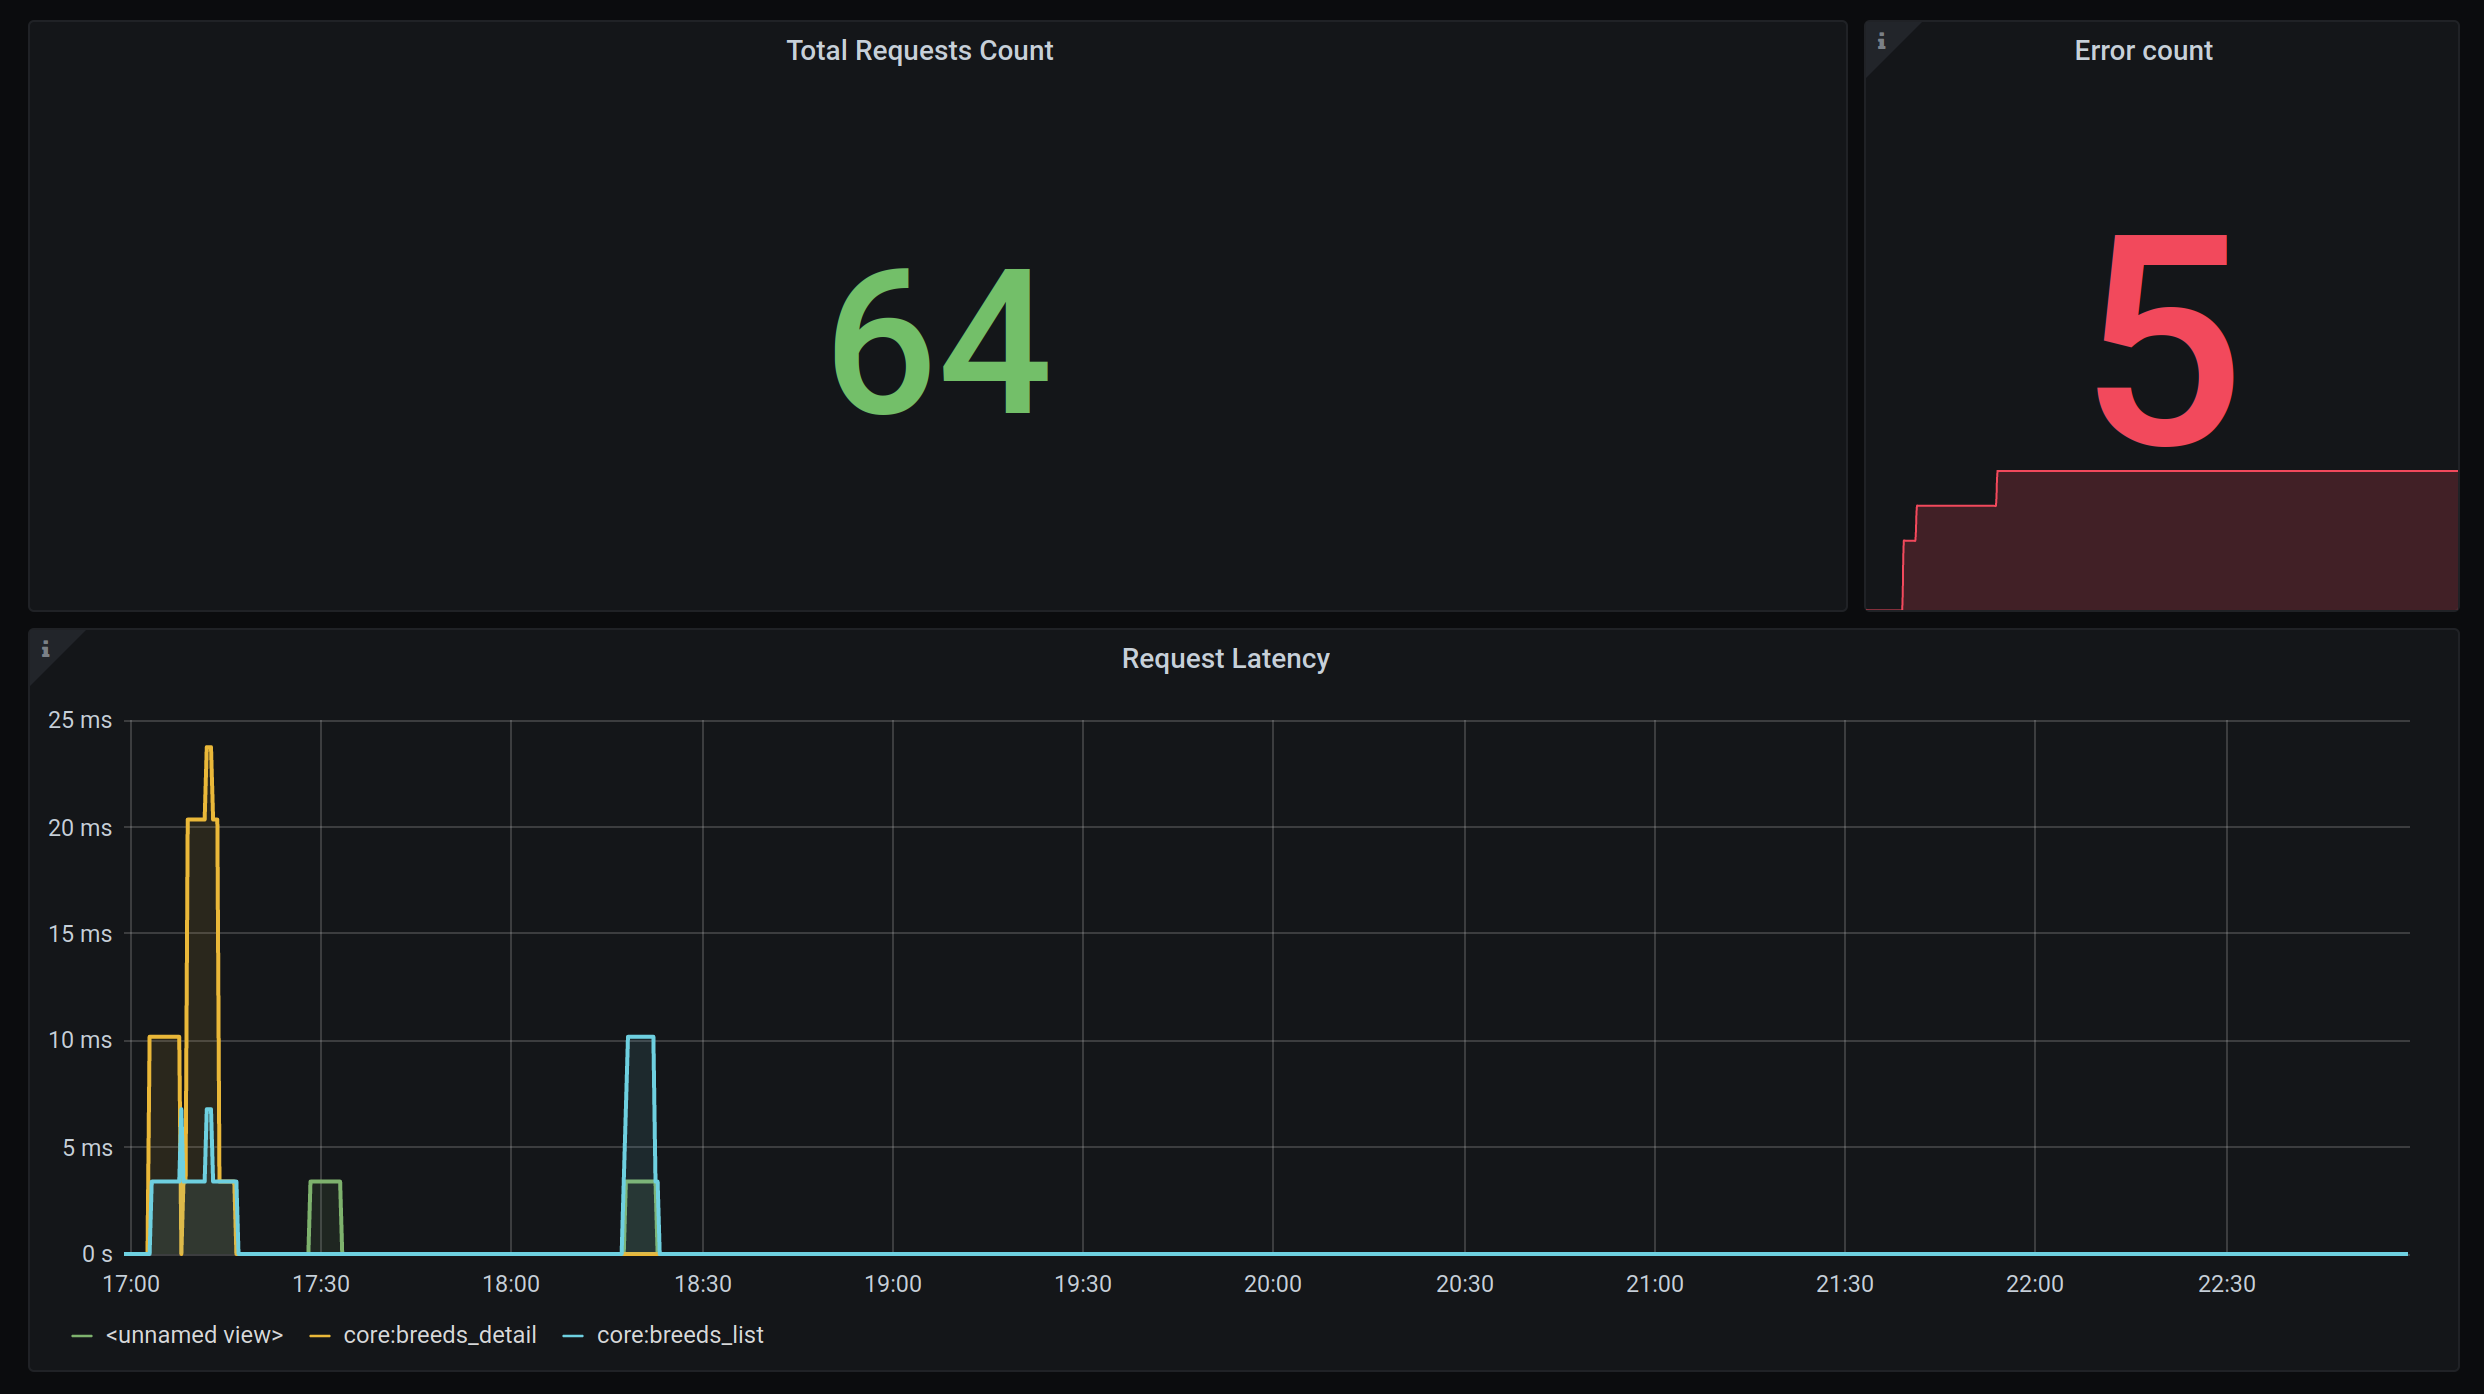 Total Requests Count
64
Error count
5
Request Latency
25 ms
20 ms
15 ms
10 ms
5 ms
0 s
17:00 17:30 18:00 18:30 19:00 19:30 20:00 20:30 21:00 21:30 22:00 22:30
<unnamed view> core:breeds_detail core:breeds_list